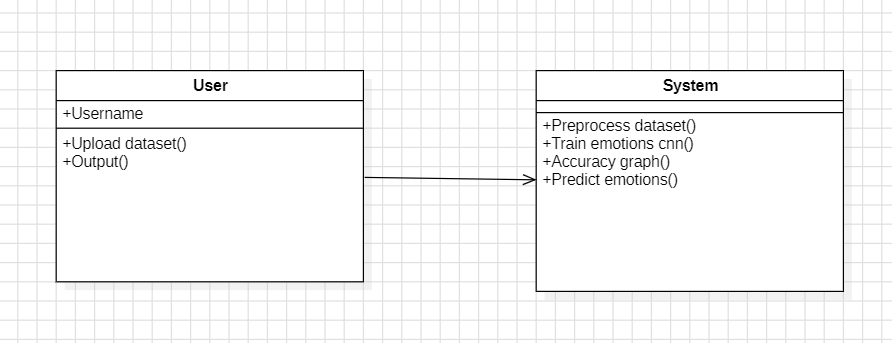 User
+Username
+Upload dataset()
+Output()
System
+Preprocess dataset()
+Train emotions cnn()
+Accuracy graph()
+Predict emotions()